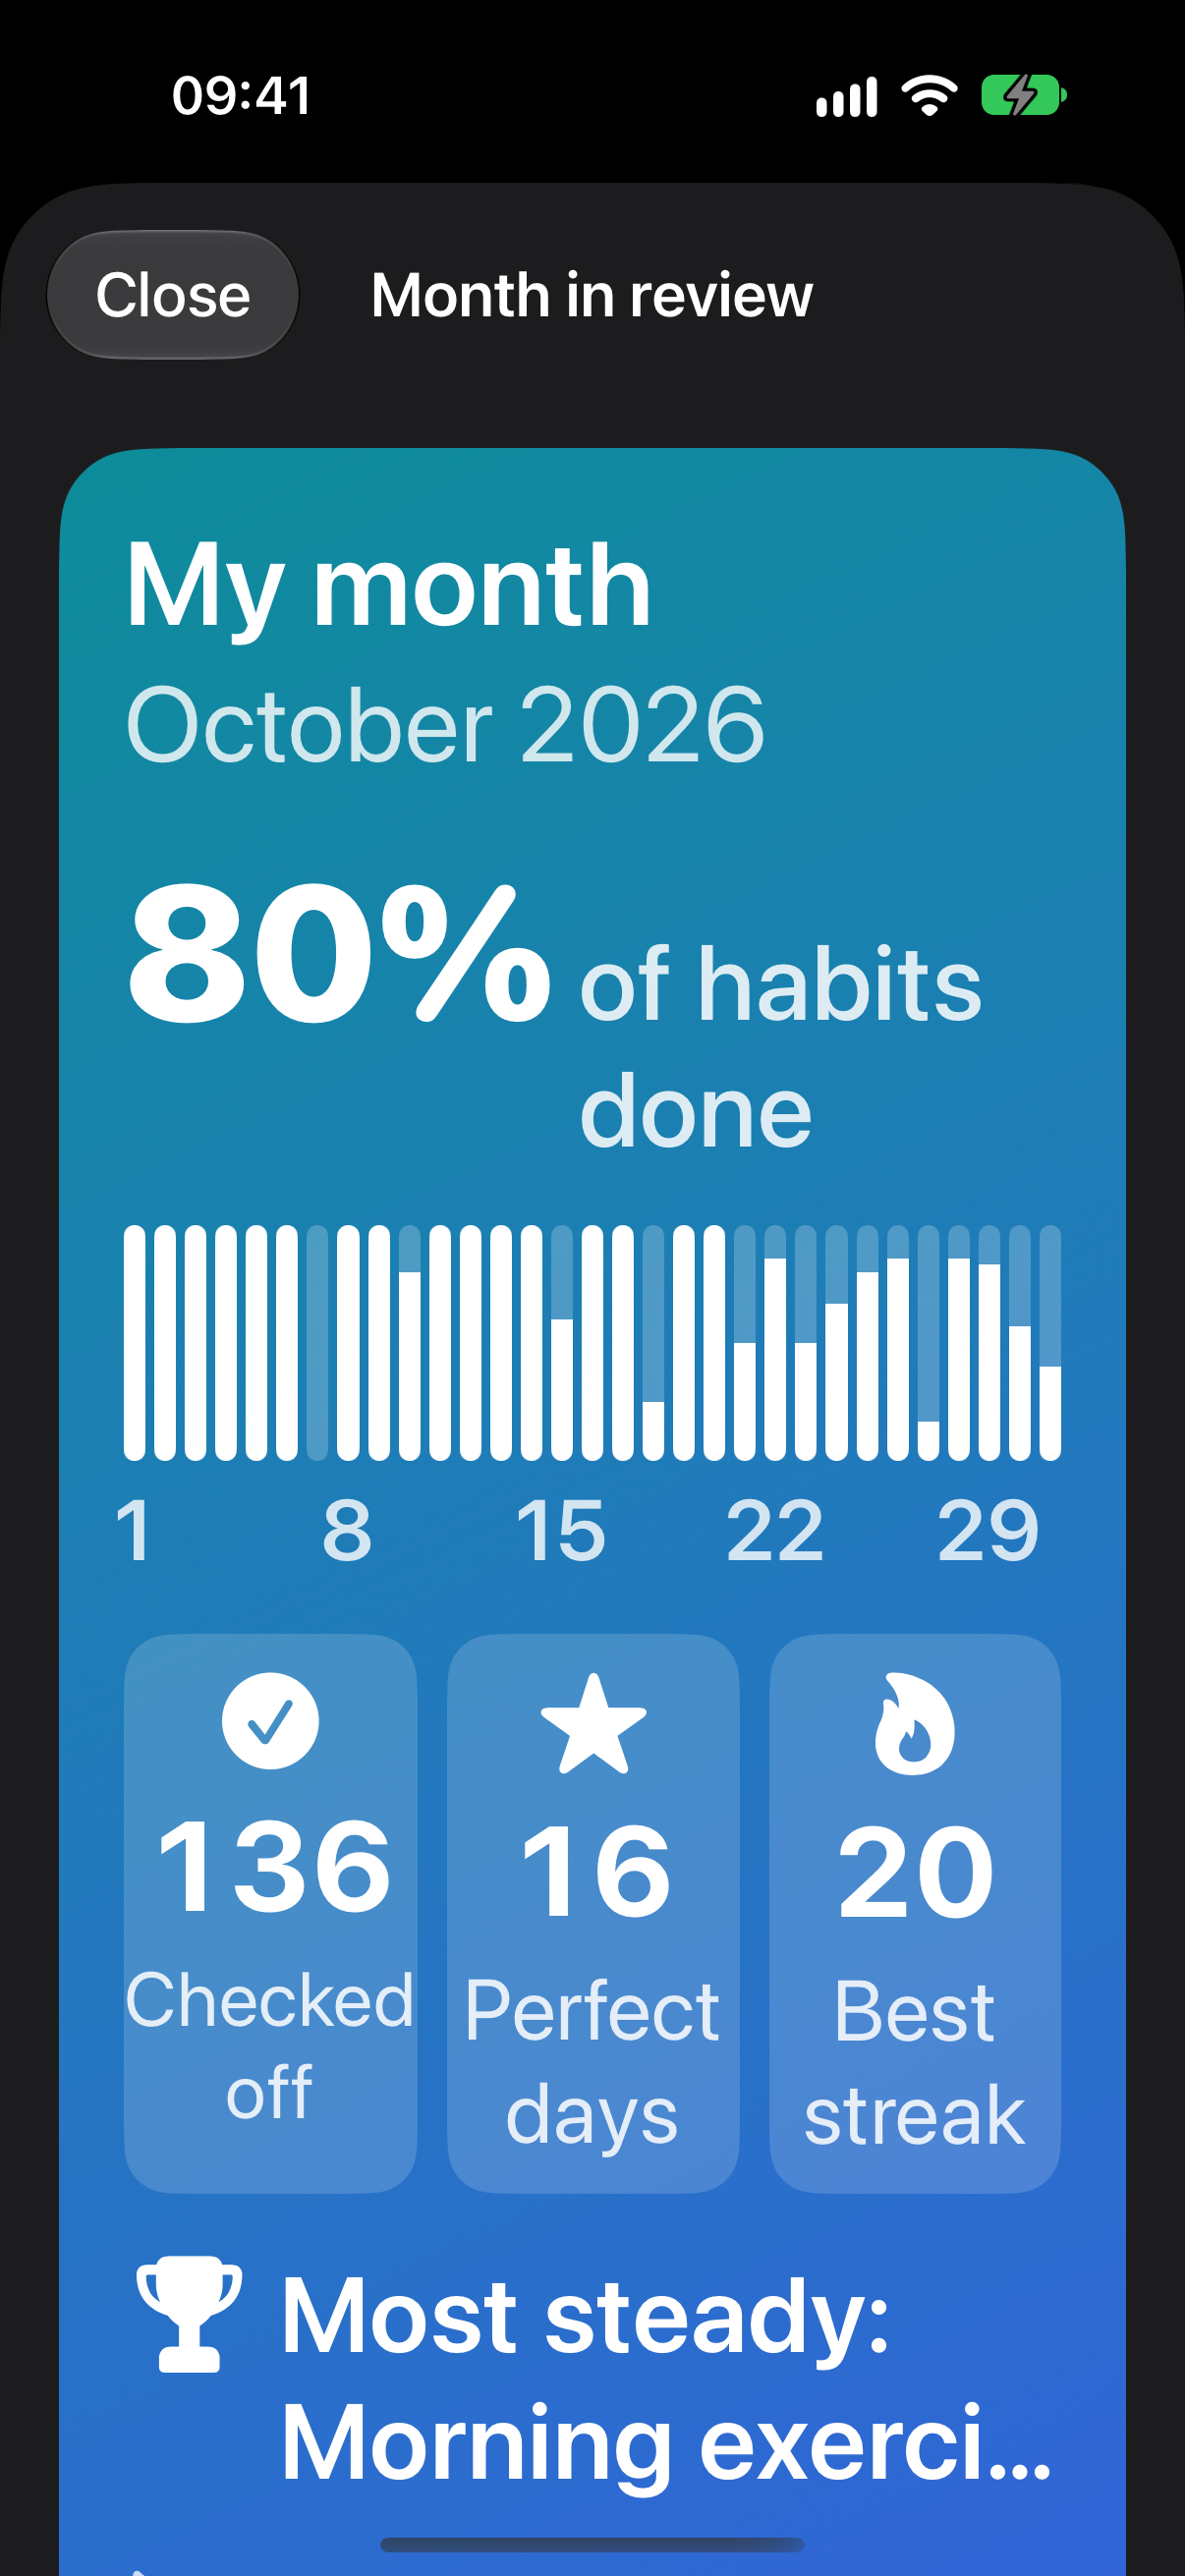 09:41
Close
Month in review
My month
October 2026
80% of habits
done
1 8 15 22 29
136 16 20
Checked Perfect Best
off days streak
Most steady:
Morning exerci...